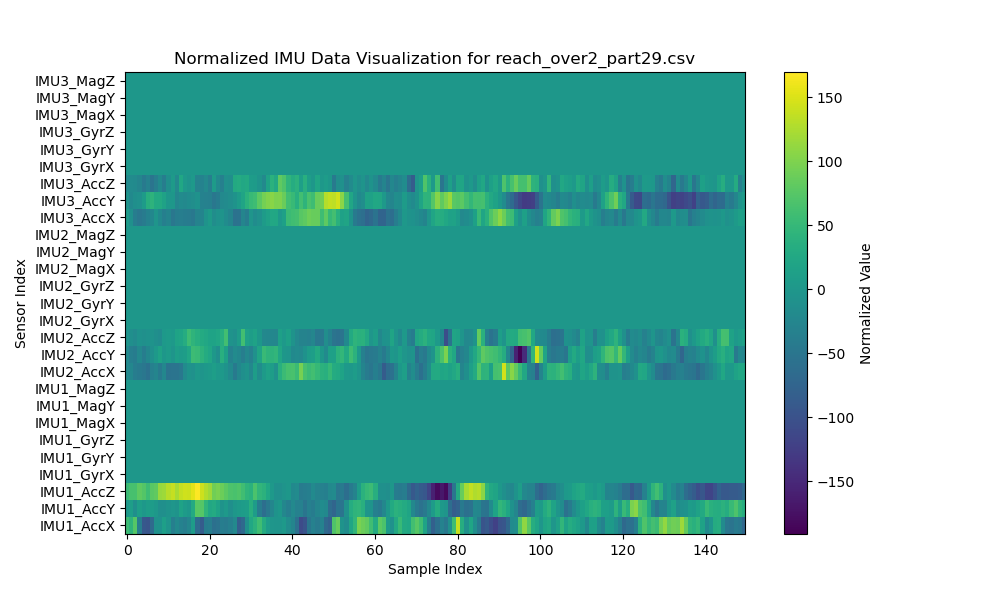 Normalized IMU Data Visualization for reach_over2_part29.csv
IMU3_MagZ
IMU3_MagY
IMU3_MagX
IMU3_GyrZ
IMU3_GyrY
IMU3_GyrX
IMU3_AccZ
IMU3_AccY
IMU3_AccX
IMU2_MagZ
IMU2_MagY
IMU2_MagX
IMU2_GyrZ
IMU2_GyrY
IMU2_GyrX
IMU2_AccZ
IMU2_AccY
IMU2_AccX
IMU1_MagZ
IMU1_MagY
IMU1_MagX
IMU1_GyrZ
IMU1_GyrY
IMU1_GyrX
IMU1_AccZ
IMU1_AccY
IMU1_AccX
Sensor Index
0 20 40 60 80 100 120 140
Sample Index
150
100
50
0
−50
−100
−150
Normalized Value